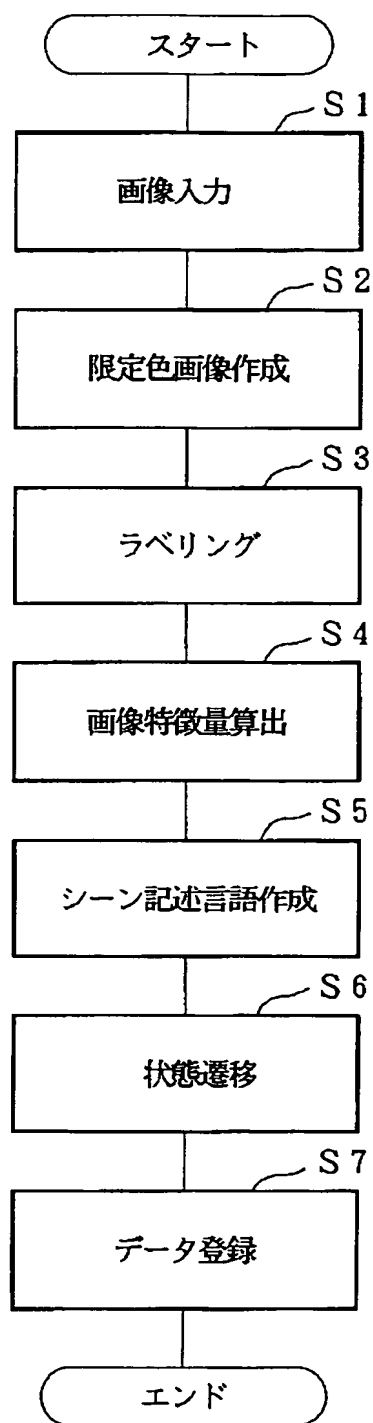 スタート
S1
画像入力
S2
限定色画像作成
S3
ラベリング
S4
画像特徴量算出
S5
シーン記述言語作成
S6
状態遷移
S7
データ登録
エンド